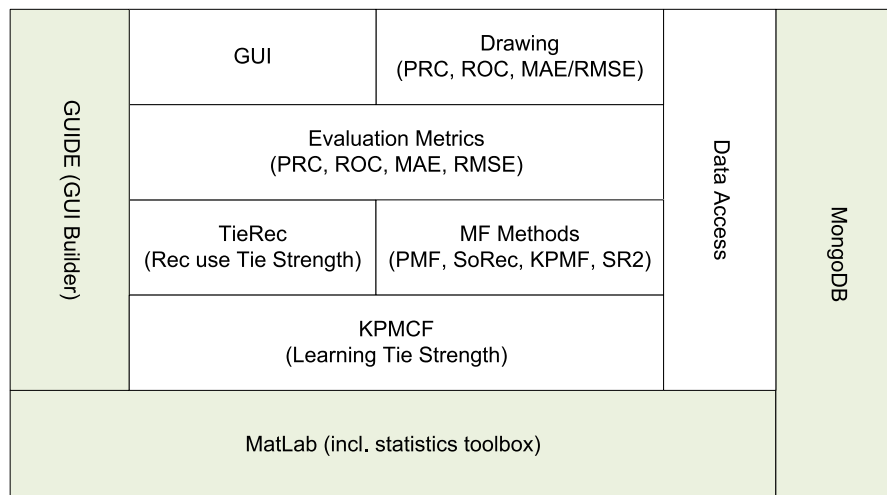 GUIDE (GUI Builder)
GUI
Drawing
(PRC, ROC, MAE/RMSE)
Evaluation Metrics
(PRC, ROC, MAE, RMSE)
TieRec
(Rec use Tie Strength)
MF Methods
(PMF, SoRec, KPMF, SR2)
KPMCF
(Learning Tie Strength)
Data Access
MongoDB
MatLab (incl. statistics toolbox)